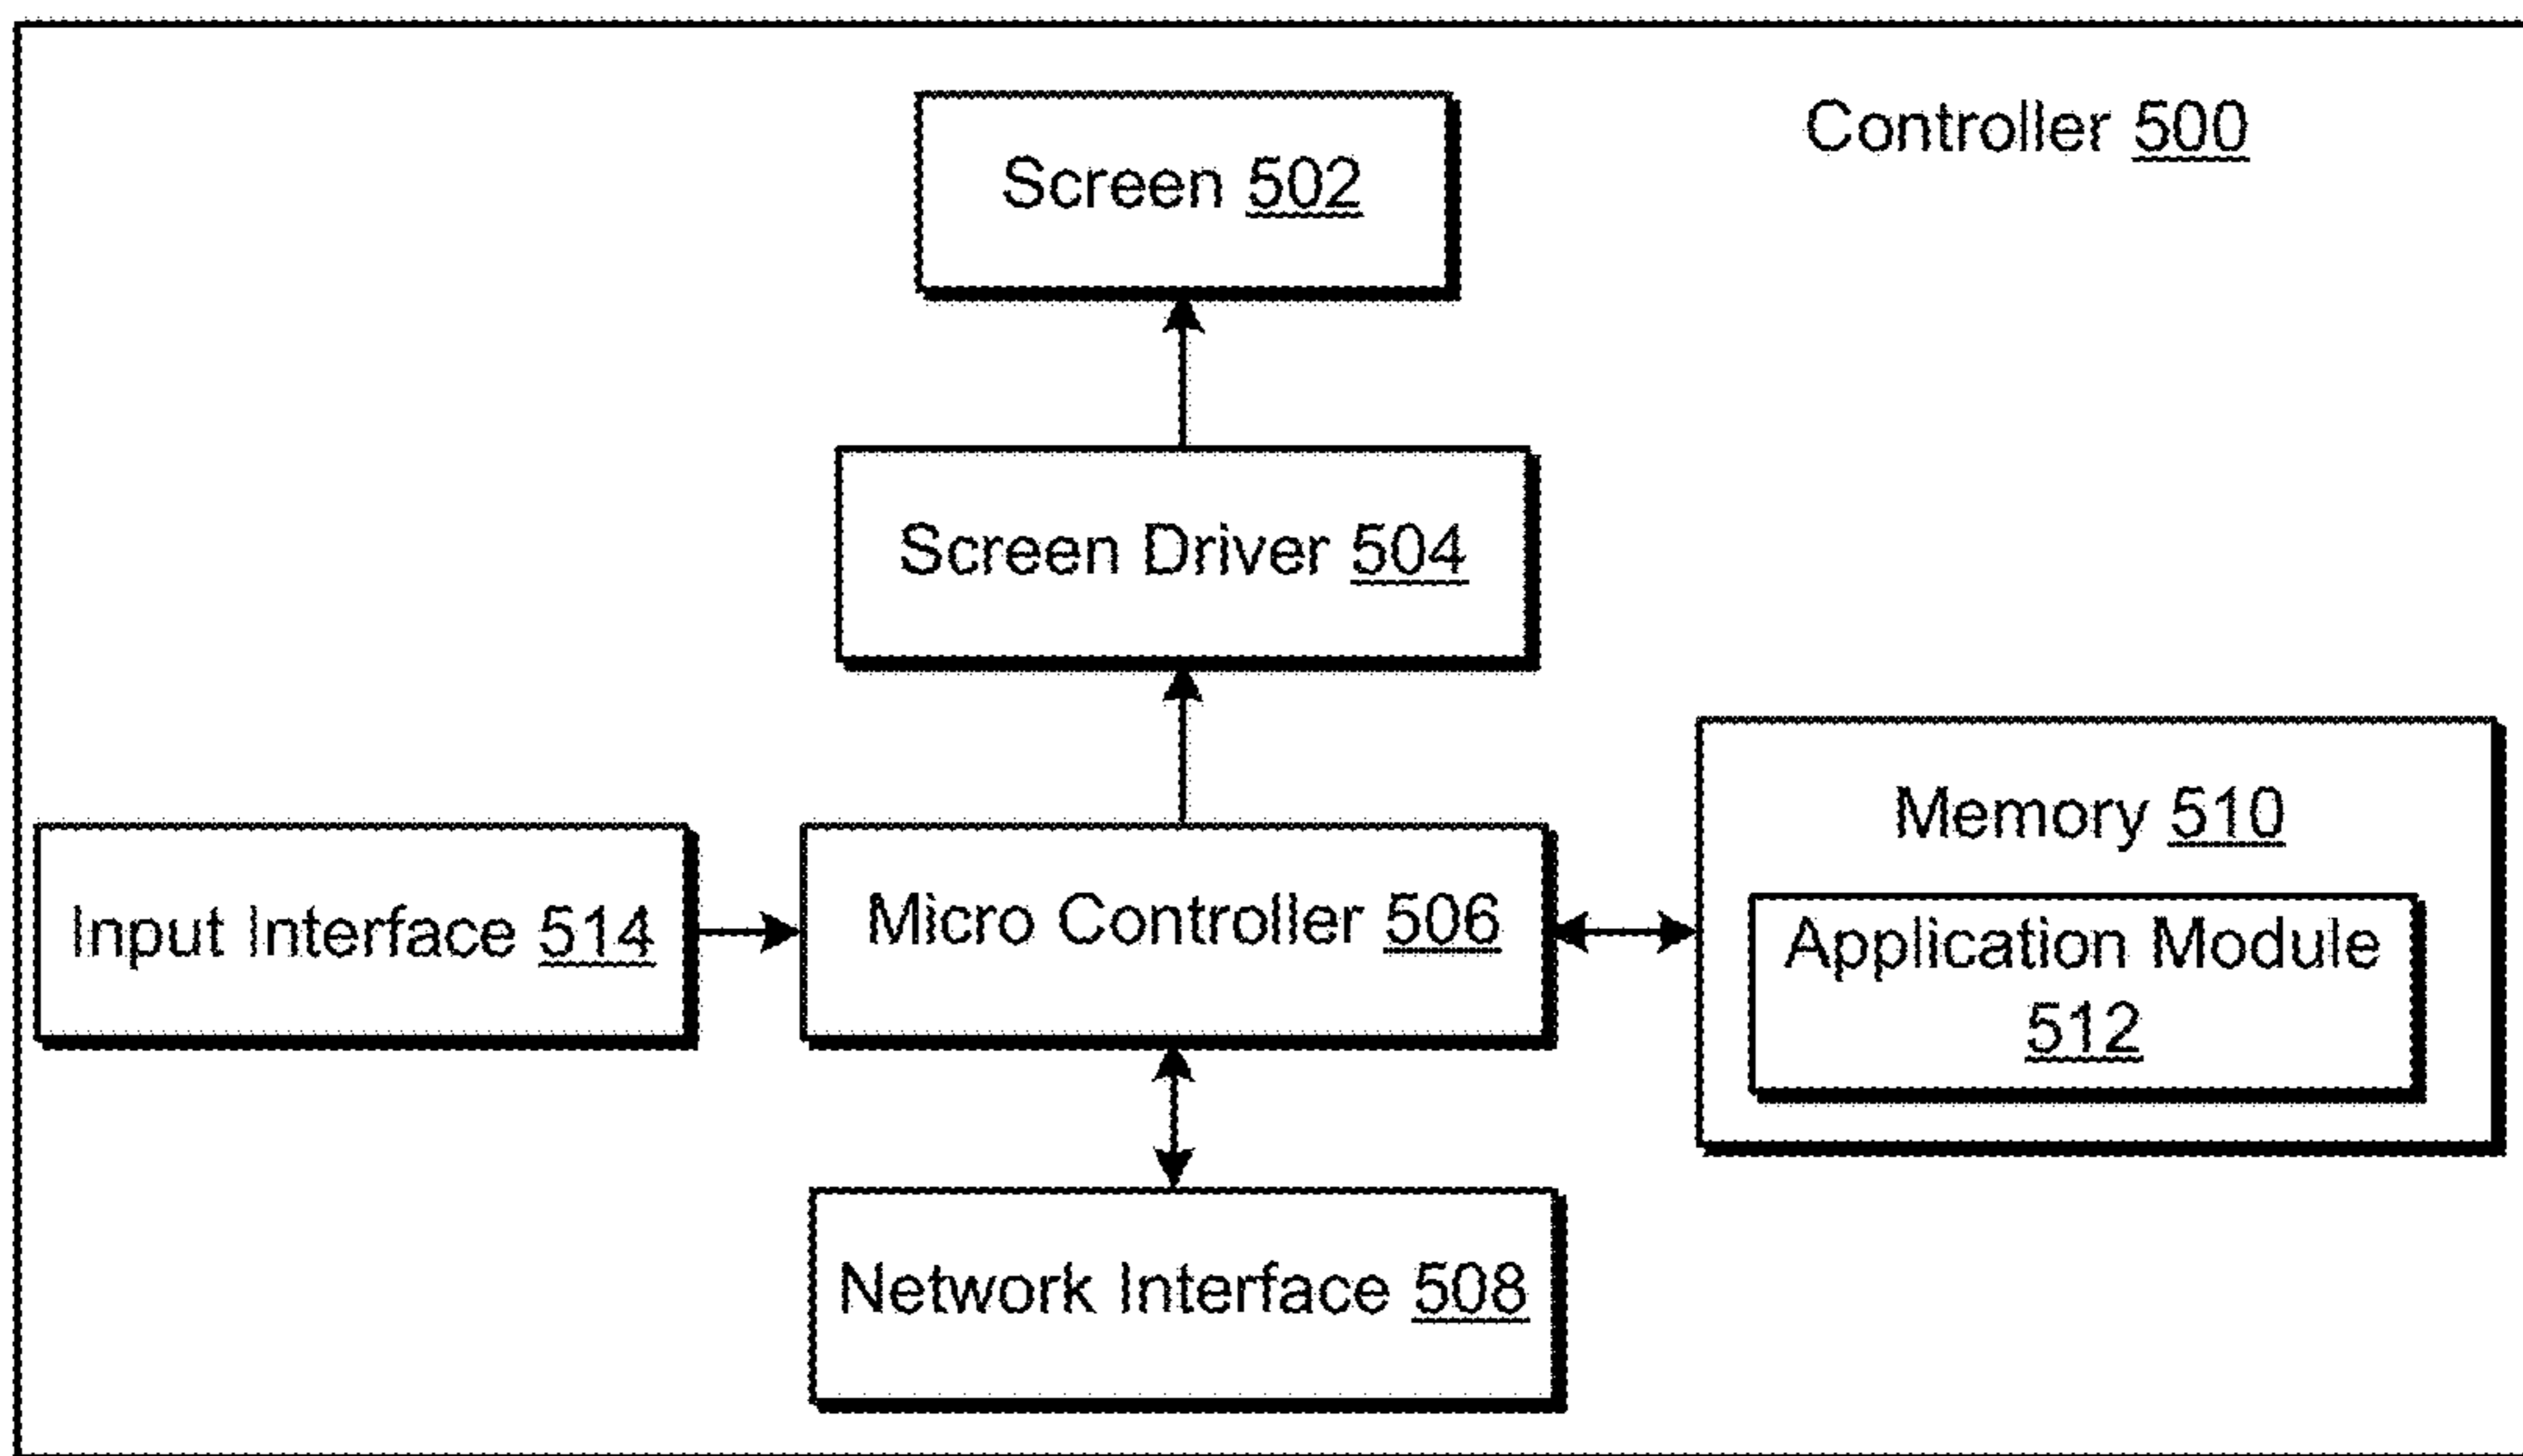 Controller 500
Screen 502
Screen Driver 504
Memory 510
Input Interface 514
Micro Controller 506
Application Module
512
Network Interface 508